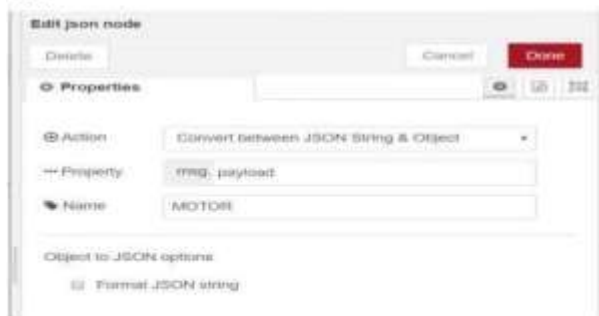 Edit json node
Delete
Cancel
Done
Properties
Action
Convert between JSON String & Object
Property
msg. payload
Name
MOTOR
Object to JSON options
Format JSON string